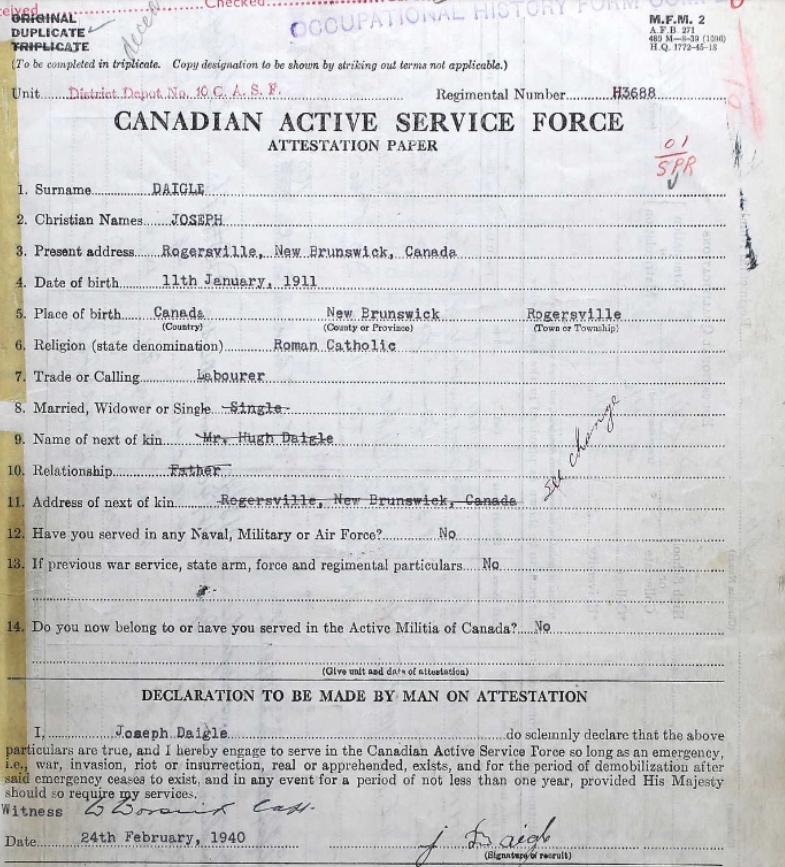 Checked
OCCUPATIONAL HISTORY FORM
ORIGINAL
DUPLICATE
TRIPLICATE
M.F.M. 2
A.F.B. 271
H.Q. 1772-45-18
(To be completed in triplicate. Copy designation to be shown by striking out terms not applicable.)
Unit District Depot No. 10 C. A. S. F. Regimental Number H3688
CANADIAN ACTIVE SERVICE FORCE
ATTESTATION PAPER
01
SPR
1. Surname DAIGLE
2. Christian Names JOSEPH
3. Present address Rogersville, New Brunswick, Canada
4. Date of birth 11th January, 1911
5. Place of birth Canada New Brunswick Rogersville
(Country) (County or Province) (Town or Township)
6. Religion (state denomination) Roman Catholic
7. Trade or Calling Labourer
8. Married, Widower or Single Single
9. Name of next of kin Mr. Hugh Daigle
10. Relationship Father
11. Address of next of kin Rogersville, New Brunswick, Canada
See change
12. Have you served in any Naval, Military or Air Force? No
13. If previous war service, state arm, force and regimental particulars No
14. Do you now belong to or have you served in the Active Militia of Canada? No
(Give unit and date of attestation)
DECLARATION TO BE MADE BY MAN ON ATTESTATION
I, Joseph Daigle do solemnly declare that the above
particulars are true, and I hereby engage to serve in the Canadian Active Service Force so long as an emergency,
i.e., war, invasion, riot or insurrection, real or apprehended, exists, and for the period of demobilization after
said emergency ceases to exist, and in any event for a period of not less than one year, provided His Majesty
should so require my services.
Witness Capt.
Date 24th February, 1940 J Daigle
(Signature of recruit)